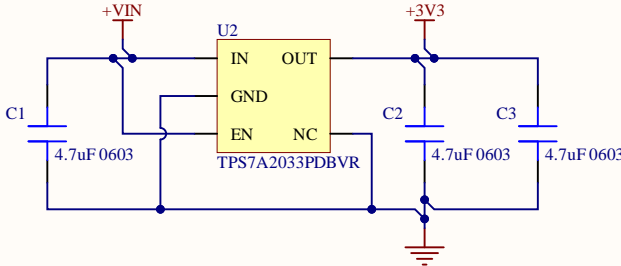 +VIN
+3V3
U2
IN
OUT
GND
EN
NC
TPS7A2033PDBVR
C1
4.7uF 0603
C2
4.7uF 0603
C3
4.7uF 0603